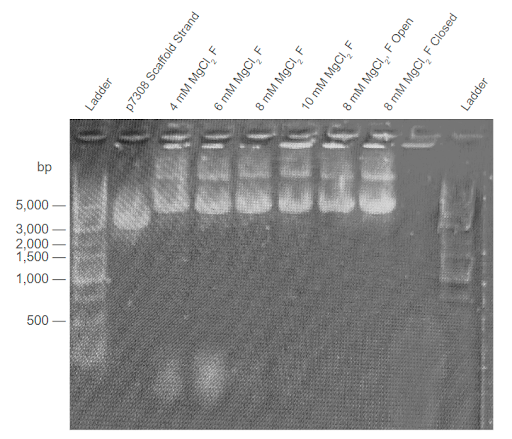 Ladder
p7308 Scaffold Strand
4 mM MgCl₂ F
6 mM MgCl₂ F
8 mM MgCl₂ F
10 mM MgCl₂ F
8 mM MgCl₂, F Open
8 mM MgCl₂ F Closed
Ladder
bp
5,000
3,000
2,000
1,500
1,000
500